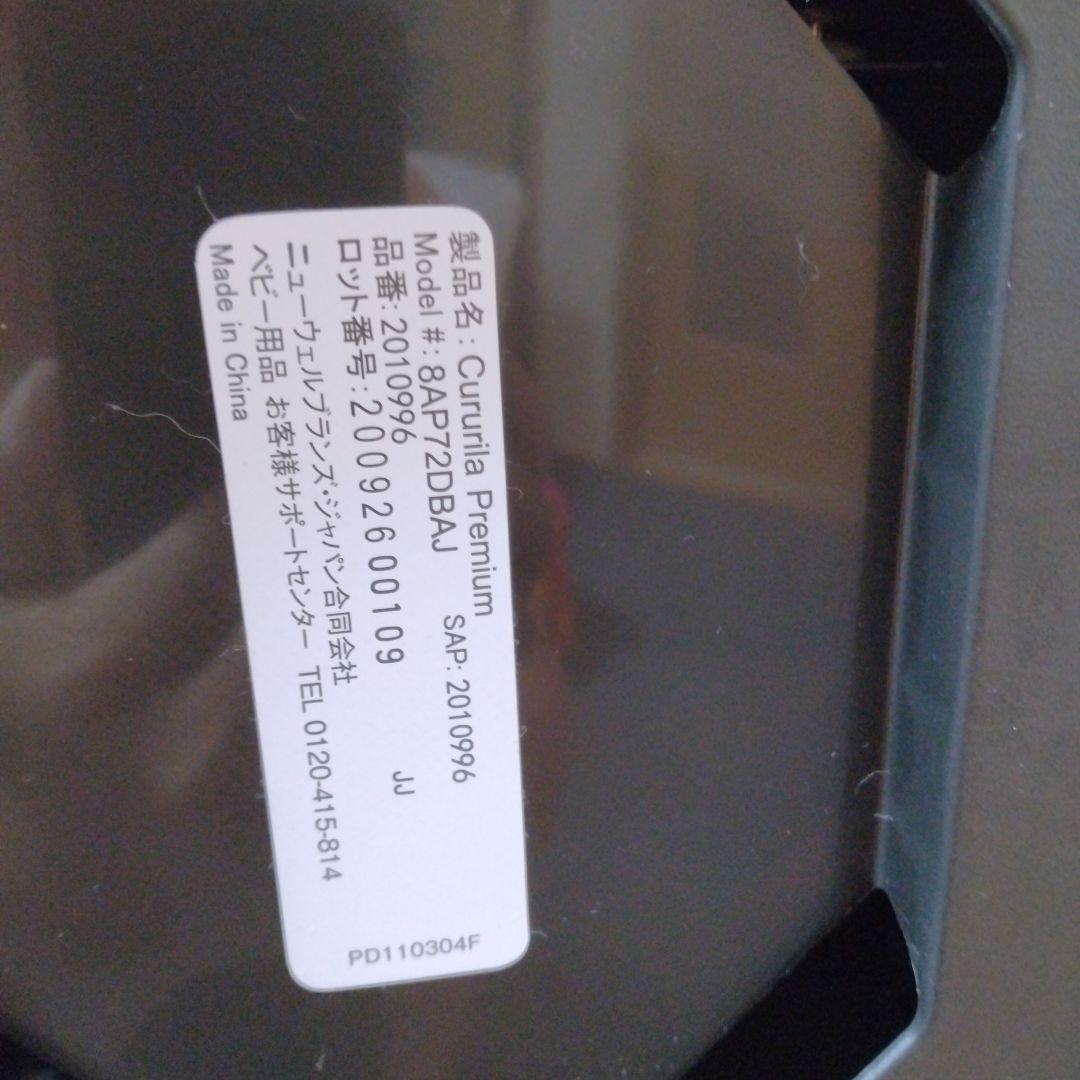 製品名：Cururila Premium
Model #: 8AP72DBAJ SAP: 2010996
品番: 2010996
ロット番号: 20092600109 JJ
ニューウェルブランズ・ジャパン合同会社
ベビー用品 お客様サポートセンター TEL 0120-415-814
Made in China
PD110304F